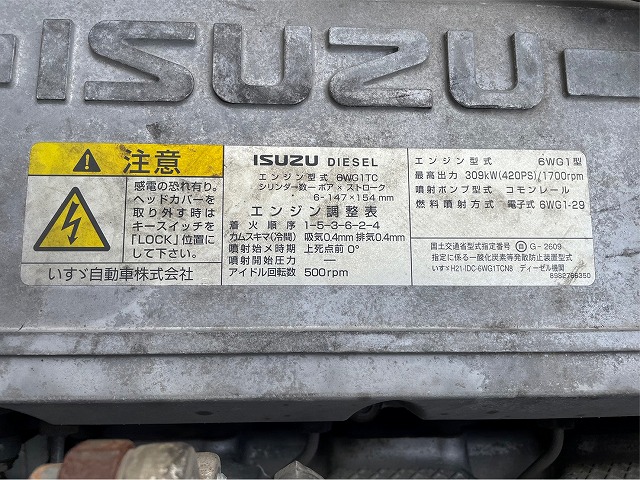 ISUZU
注意
感電の恐れ有り。
ヘッドカバーを
取り外す時は
キースイッチを
「LOCK」位置に
して下さい。
いすゞ自動車株式会社
ISUZU DIESEL
エンジン型式 6WG1TC
シリンダー数－ボア×ストローク
6-147×154mm
エンジン調整表
着火順序 1-5-3-6-2-4
カムスキマ(冷間) 吸気0.4mm 排気0.4mm
噴射始メ時期 上死点前 0°
噴射開始圧力 ―
アイドル回転数 500rpm
エンジン型式 6WG1型
最高出力 309kW(420PS)/1700rpm
噴射ポンプ型式 コモンレール
燃料噴射方式 電子式 6WG1-29
国土交通省型式指定番号 G-2609
指定に係る一酸化炭素等発散防止装置型式
いすゞH21-IDC-6WG1TCN8 ディーゼル機関
8982766350